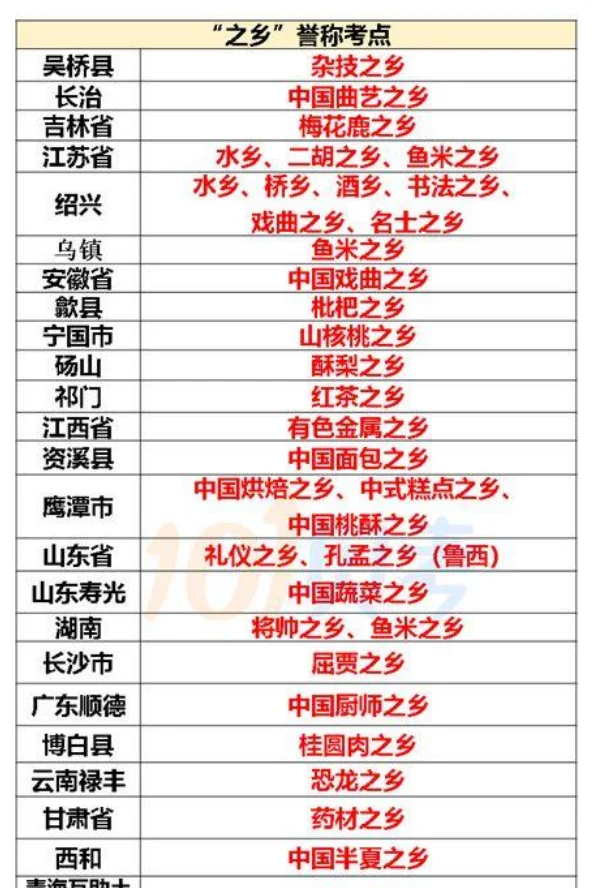 “之乡”誉称考点
吴桥县 杂技之乡
长治 中国曲艺之乡
吉林省 梅花鹿之乡
江苏省 水乡、二胡之乡、鱼米之乡
绍兴 水乡、桥乡、酒乡、书法之乡、
戏曲之乡、名士之乡
乌镇 鱼米之乡
安徽省 中国戏曲之乡
歙县 枇杷之乡
宁国市 山核桃之乡
砀山 酥梨之乡
祁门 红茶之乡
江西省 有色金属之乡
资溪县 中国面包之乡
鹰潭市 中国烘焙之乡、中式糕点之乡、
中国桃酥之乡
山东省 礼仪之乡、孔孟之乡（鲁西）
山东寿光 中国蔬菜之乡
湖南 将帅之乡、鱼米之乡
长沙市 屈贾之乡
广东顺德 中国厨师之乡
博白县 桂圆肉之乡
云南禄丰 恐龙之乡
甘肃省 药材之乡
西和 中国半夏之乡
青海互助土